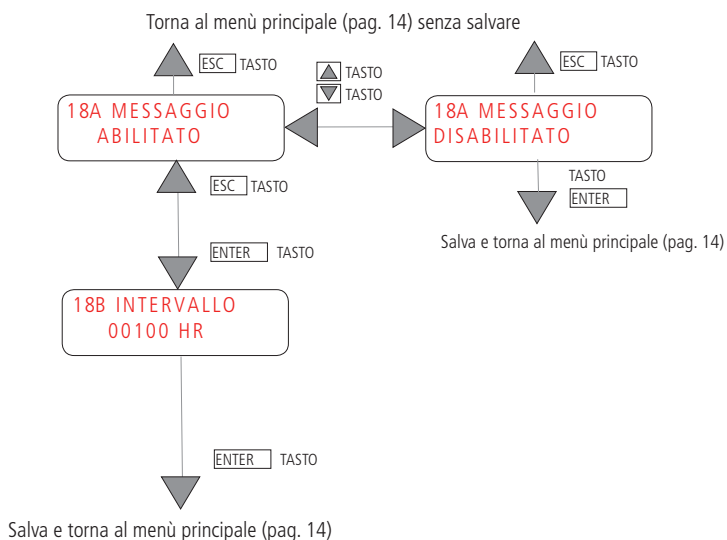 Torna al menù principale (pag. 14) senza salvare
ESC TASTO
TASTO
TASTO
ESC TASTO
18A MESSAGGIO
ABILITATO
18A MESSAGGIO
DISABILITATO
ESC TASTO
TASTO
ENTER
Salva e torna al menù principale (pag. 14)
ENTER TASTO
18B INTERVALLO
00100 HR
ENTER TASTO
Salva e torna al menù principale (pag. 14)